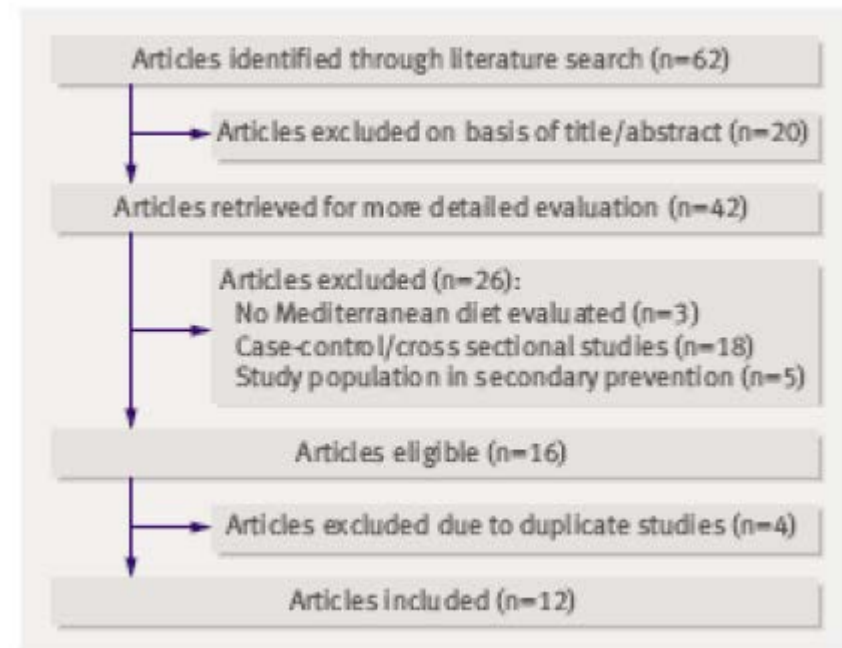 Articles identified through literature search (n=62)
Articles excluded on basis of title/abstract (n=20)
Articles retrieved for more detailed evaluation (n=42)
Articles excluded (n=26):
No Mediterranean diet evaluated (n=3)
Case-control/cross sectional studies (n=18)
Study population in secondary prevention (n=5)
Articles eligible (n=16)
Articles excluded due to duplicate studies (n=4)
Articles included (n=12)